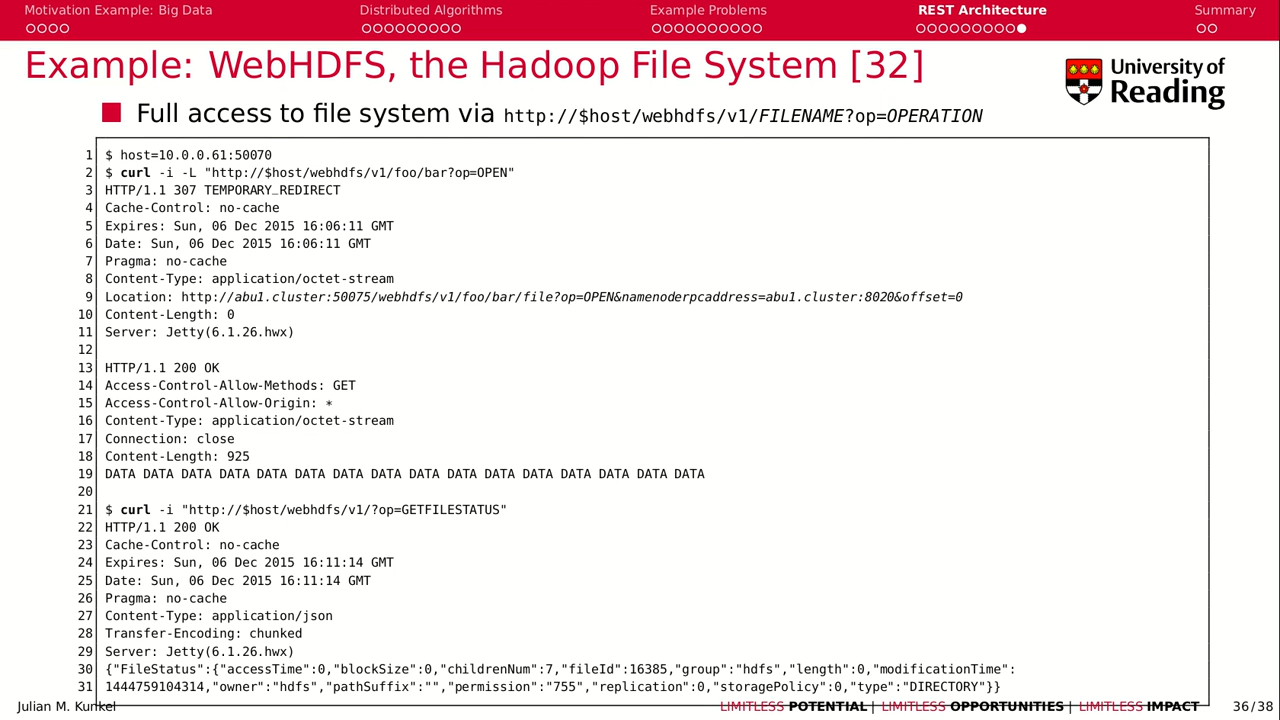 Motivation Example: Big Data Distributed Algorithms Example Problems REST Architecture Summary
Example: WebHDFS, the Hadoop File System [32]
University of Reading
Full access to file system via http://$host/webhdfs/v1/FILENAME?op=OPERATION
1 $ host=10.0.0.61:50070
2 $ curl -i -L "http://$host/webhdfs/v1/foo/bar?op=OPEN"
3 HTTP/1.1 307 TEMPORARY_REDIRECT
4 Cache-Control: no-cache
5 Expires: Sun, 06 Dec 2015 16:06:11 GMT
6 Date: Sun, 06 Dec 2015 16:06:11 GMT
7 Pragma: no-cache
8 Content-Type: application/octet-stream
9 Location: http://abu1.cluster:50075/webhdfs/v1/foo/bar/file?op=OPEN&namenoderpcaddress=abu1.cluster:8020&offset=0
10 Content-Length: 0
11 Server: Jetty(6.1.26.hwx)
12
13 HTTP/1.1 200 OK
14 Access-Control-Allow-Methods: GET
15 Access-Control-Allow-Origin: *
16 Content-Type: application/octet-stream
17 Connection: close
18 Content-Length: 925
19 DATA DATA DATA DATA DATA DATA DATA DATA DATA DATA DATA DATA DATA DATA DATA DATA
20
21 $ curl -i "http://$host/webhdfs/v1/?op=GETFILESTATUS"
22 HTTP/1.1 200 OK
23 Cache-Control: no-cache
24 Expires: Sun, 06 Dec 2015 16:11:14 GMT
25 Date: Sun, 06 Dec 2015 16:11:14 GMT
26 Pragma: no-cache
27 Content-Type: application/json
28 Transfer-Encoding: chunked
29 Server: Jetty(6.1.26.hwx)
30 {"FileStatus":{"accessTime":0,"blockSize":0,"childrenNum":7,"fileId":16385,"group":"hdfs","length":0,"modificationTime":
31 1444759104314,"owner":"hdfs","pathSuffix":"","permission":"755","replication":0,"storagePolicy":0,"type":"DIRECTORY"}}
Julian M. Kunkel LIMITLESS POTENTIAL | LIMITLESS OPPORTUNITIES | LIMITLESS IMPACT 36/38